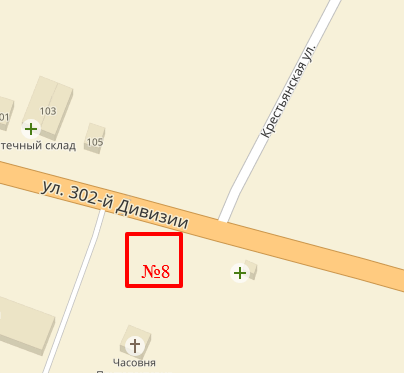 Крестьянская ул.
103
01
течный склад
105
ул. 302-й Дивизии
№8
Часовня